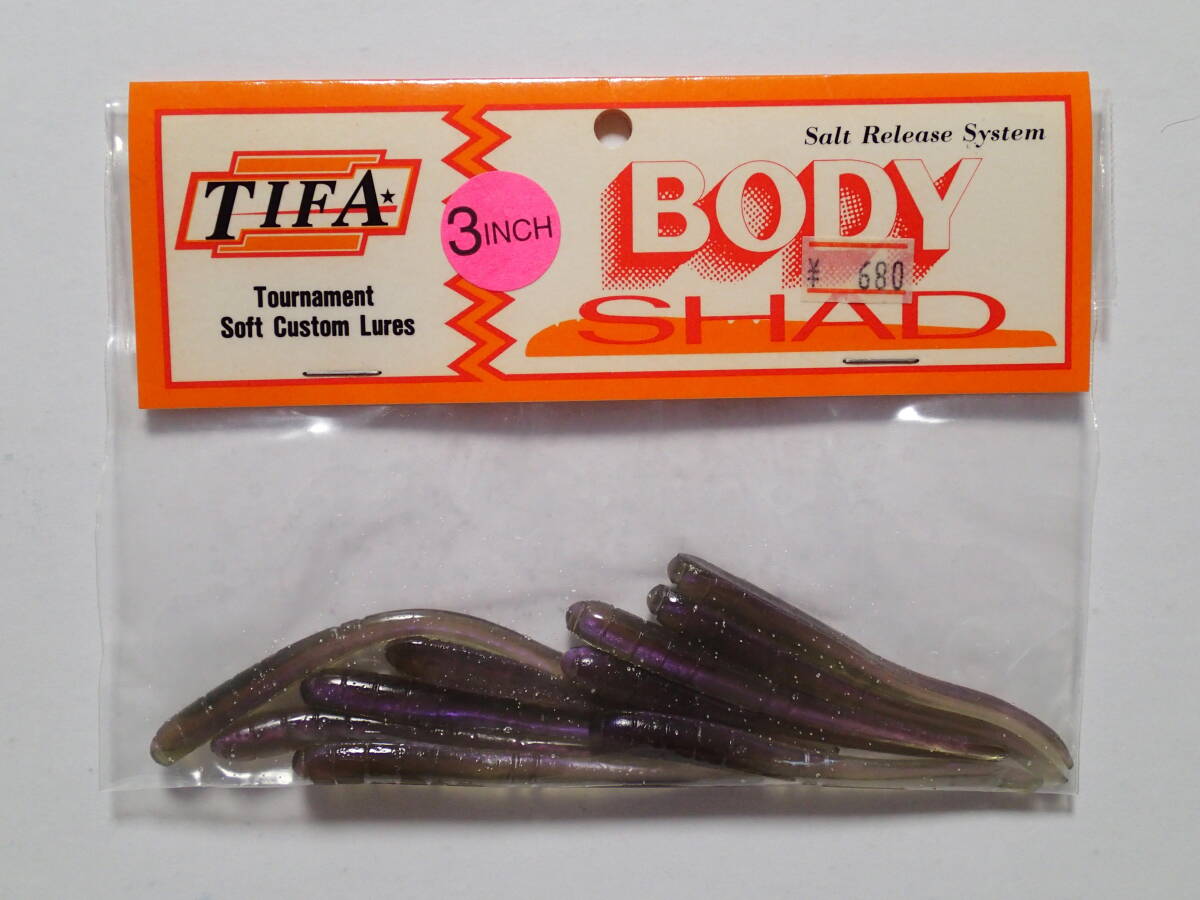 TIFA★
Tournament
Soft Custom Lures
3INCH
Salt Release System
BODY
¥ 680
SHAD